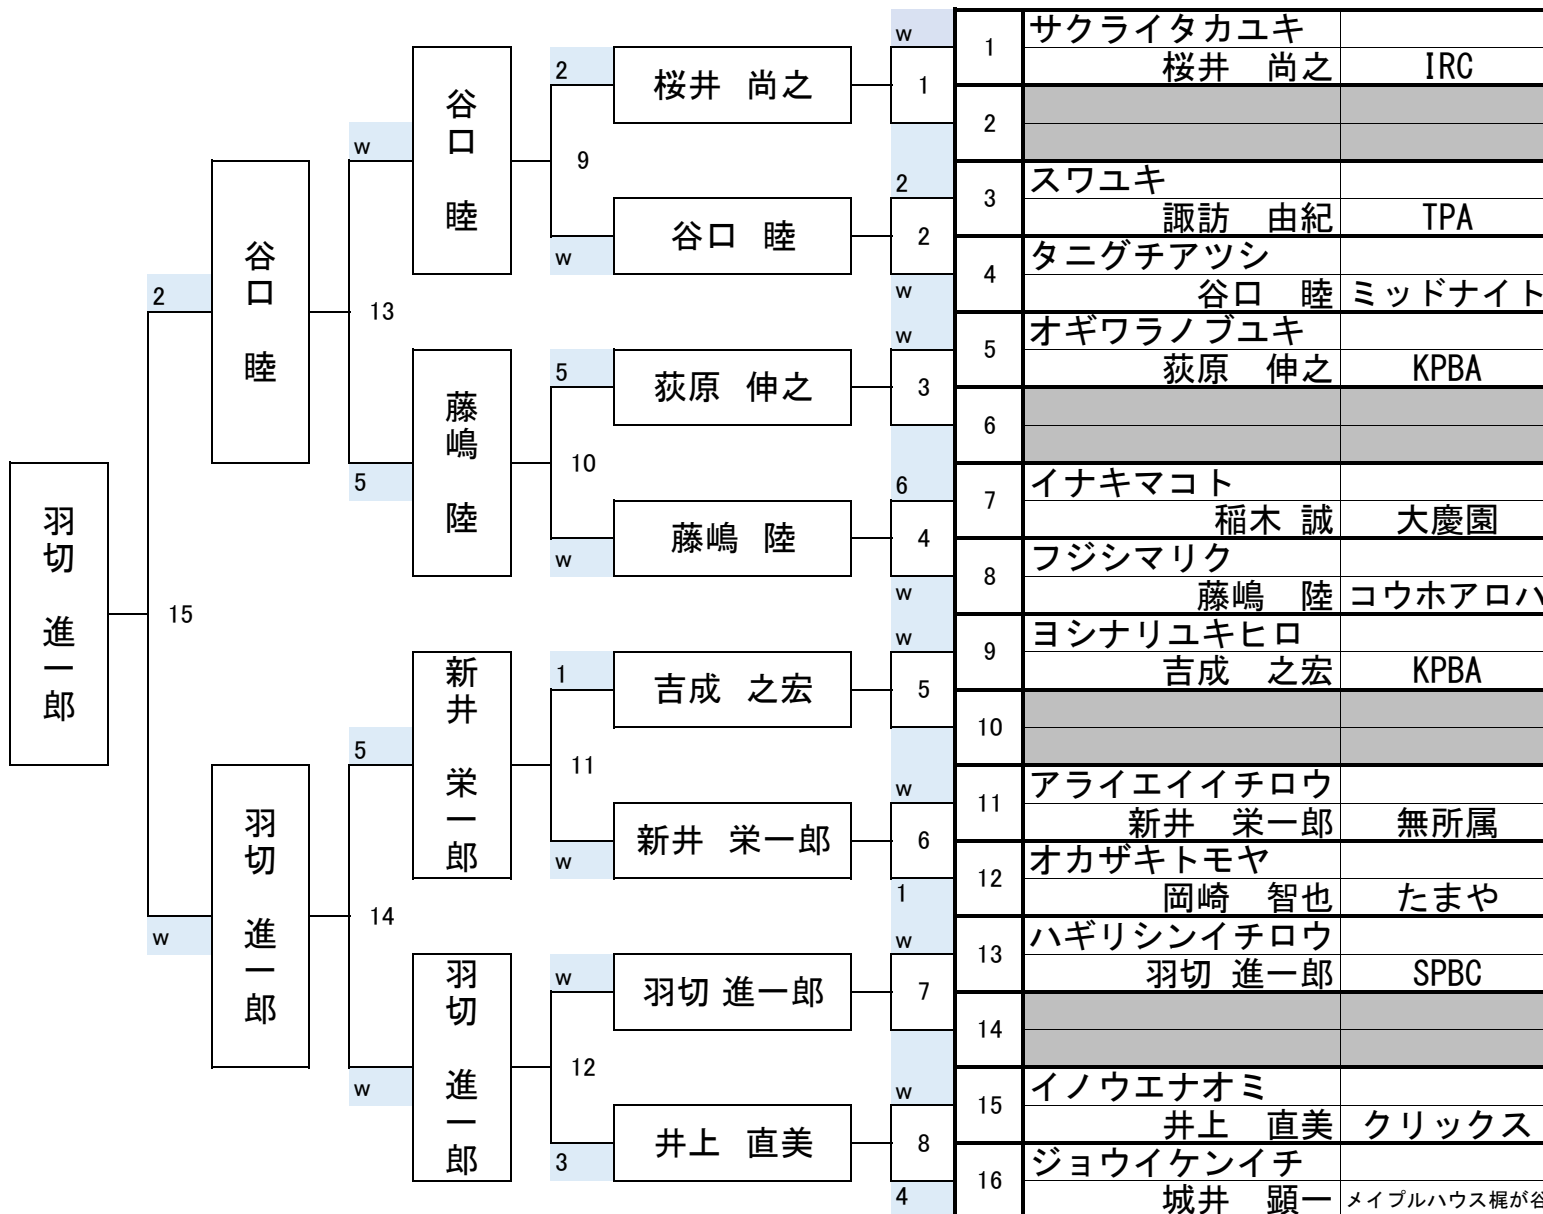 w
1
サクライタカユキ
桜井 尚之 IRC
1
2
2
スワユキ
3
諏訪 由紀 TPA
2
タニグチアツシ
4
谷口 睦 ミッドナイト
w
w
オギワラノブユキ
5
荻原 伸之 KPBA
3
6
6
イナキマコト
7
稲木 誠 大慶園
4
フジシマリク
8
藤嶋 陸 コウホアロハ
w
w
ヨシナリユキヒロ
9
吉成 之宏 KPBA
5
10
w
アライエイイチロウ
11
新井 栄一郎 無所属
6
オカザキトモヤ
12
岡崎 智也 たまや
1
w
ハギリシンイチロウ
13
羽切 進一郎 SPBC
7
14
w
イノウエナオミ
15
井上 直美 クリックス
8
ジョウイケンイチ
16
城井 顕一 メイプルハウス梶が谷
4
2
桜井 尚之
9
谷口 睦
w
5
荻原 伸之
10
藤嶋 陸
w
1
吉成 之宏
11
新井 栄一郎
w
w
羽切 進一郎
12
井上 直美
3
w
谷口 睦
13
藤嶋 陸
5
5
新井 栄一郎
14
羽切 進一郎
w
2
谷口 睦
15
羽切 進一郎
w
羽切 進一郎